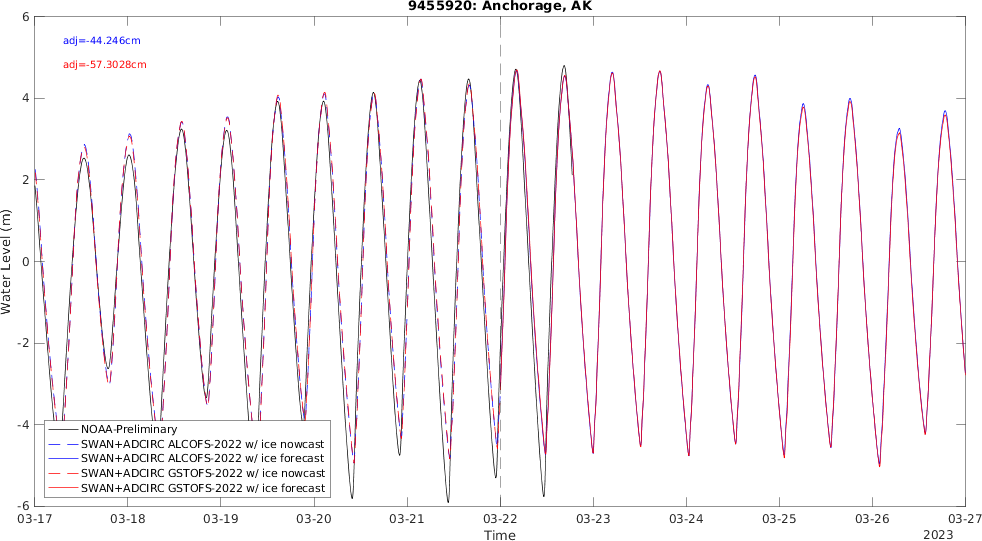 9455920: Anchorage, AK
adj=-44.246cm
adj=-57.3028cm
Water Level (m)
6
4
2
0
-2
-4
-6
NOAA-Preliminary
SWAN+ADCIRC ALCOFS-2022 w/ ice nowcast
SWAN+ADCIRC ALCOFS-2022 w/ ice forecast
SWAN+ADCIRC GSTOFS-2022 w/ ice nowcast
SWAN+ADCIRC GSTOFS-2022 w/ ice forecast
03-17 03-18 03-19 03-20 03-21 03-22 03-23 03-24 03-25 03-26 03-27
Time
2023